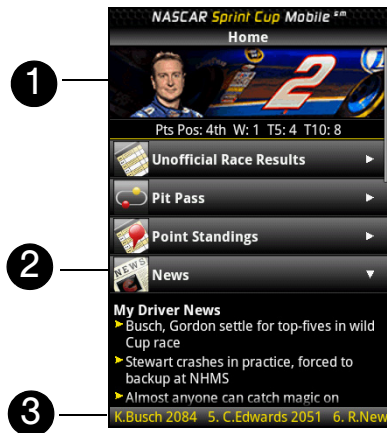 NASCAR Sprint Cup Mobile sm
Home
1
2
Pts Pos: 4th W: 1 T5: 4 T10: 8
Unofficial Race Results
Pit Pass
Point Standings
2
NEWS
News
My Driver News
Busch, Gordon settle for top-fives in wild
Cup race
Stewart crashes in practice, forced to
backup at NHMS
Almost anyone can catch magic on
3
K.Busch 2084 5. C.Edwards 2051 6. R.New